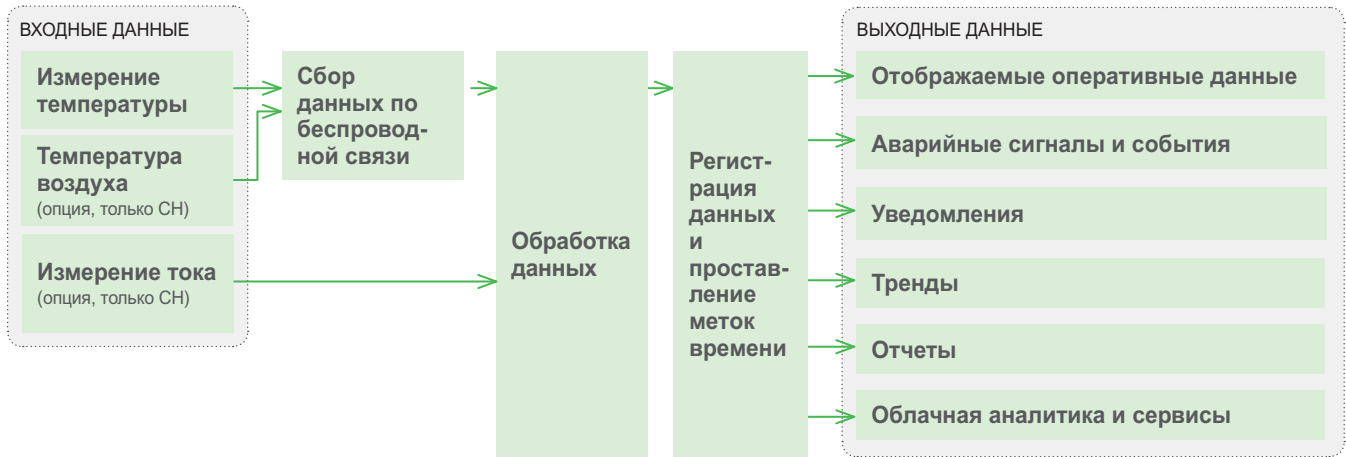 ВХОДНЫЕ ДАННЫЕ
Измерение
температуры
Температура
воздуха
(опция, только СН)
Измерение тока
(опция, только СН)
Сбор
данных по
беспровод-
ной связи
Обработка
данных
Регист-
рация
данных
и
простав-
ление
меток
времени
ВЫХОДНЫЕ ДАННЫЕ
Отображаемые оперативные данные
Аварийные сигналы и события
Уведомления
Тренды
Отчеты
Облачная аналитика и сервисы